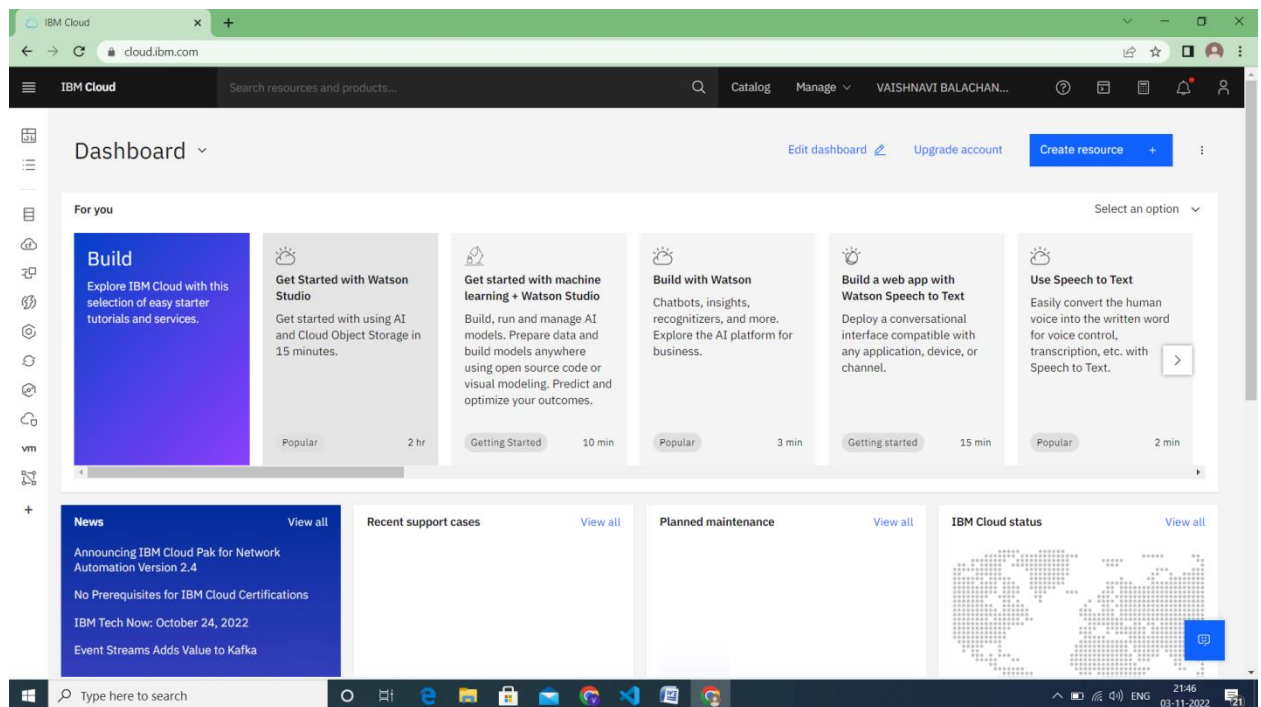 IBM Cloud
cloud.ibm.com
IBM Cloud
Search resources and products...
Catalog
Manage
VAISHNAVI BALACHAN...
Dashboard
Edit dashboard
Upgrade account
Create resource +
For you
Select an option
Build
Explore IBM Cloud with this
selection of easy starter
tutorials and services.
Get Started with Watson
Studio
Get started with using AI
and Cloud Object Storage in
15 minutes.
Popular
2 hr
Get started with machine
learning + Watson Studio
Build, run and manage AI
models. Prepare data and
build models anywhere
using open source code or
visual modeling. Predict and
optimize your outcomes.
Getting Started
10 min
Build with Watson
Chatbots, insights,
recognitizers, and more.
Explore the AI platform for
business.
Popular
3 min
Build a web app with
Watson Speech to Text
Deploy a conversational
interface compatible with
any application, device, or
channel.
Getting started
15 min
Use Speech to Text
Easily convert the human
voice into the written word
for voice control,
transcription, etc. with
Speech to Text.
Popular
2 min
vm
News
View all
Announcing IBM Cloud Pak for Network
Automation Version 2.4
No Prerequisites for IBM Cloud Certifications
IBM Tech Now: October 24, 2022
Event Streams Adds Value to Kafka
Recent support cases
View all
Planned maintenance
View all
IBM Cloud status
View all
Type here to search
ENG
21:46
03-11-2022
21